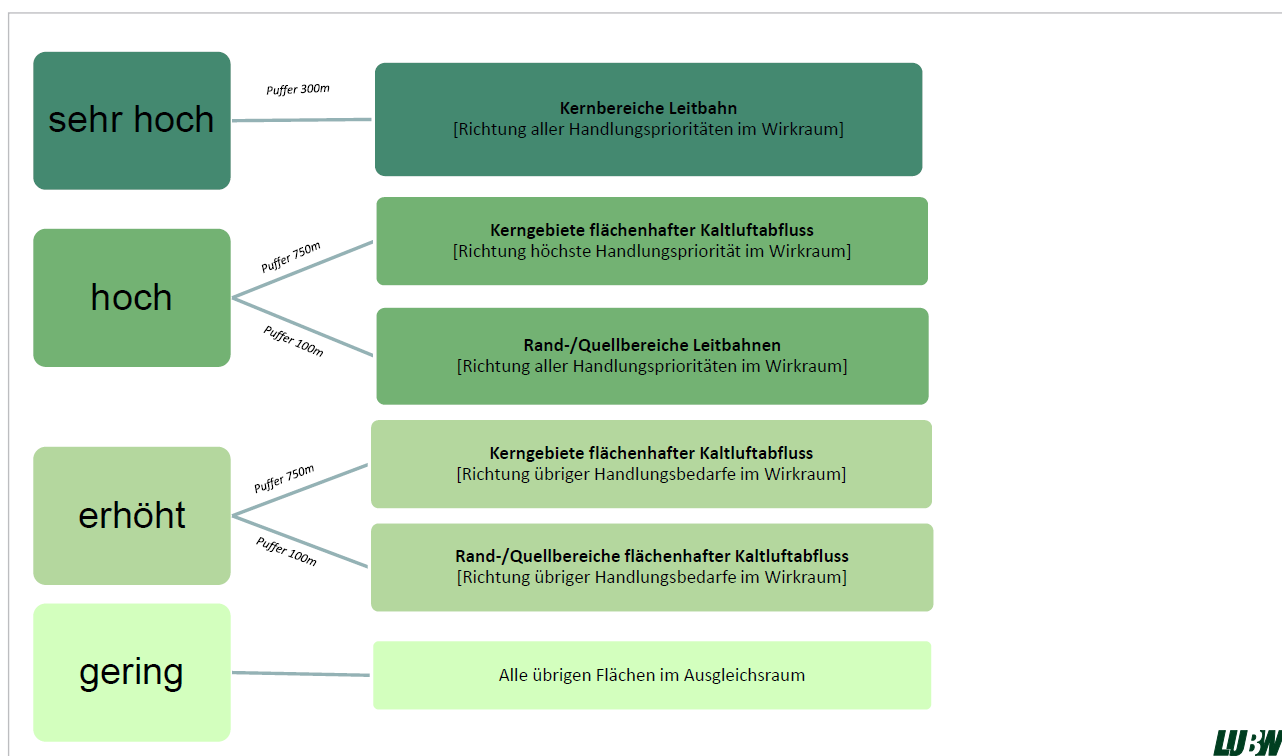 sehr hoch
Puffer 300m
Kernbereiche Leitbahn
[Richtung aller Handlungsprioritäten im Wirkraum]
hoch
Puffer 750m
Kerngebiete flächenhafter Kaltluftabfluss
[Richtung höchste Handlungspriorität im Wirkraum]
Puffer 100m
Rand-/Quellbereiche Leitbahnen
[Richtung aller Handlungsprioritäten im Wirkraum]
erhöht
Puffer 750m
Kerngebiete flächenhafter Kaltluftabfluss
[Richtung übriger Handlungsbedarfe im Wirkraum]
Puffer 100m
Rand-/Quellbereiche flächenhafter Kaltluftabfluss
[Richtung übriger Handlungsbedarfe im Wirkraum]
gering
Alle übrigen Flächen im Ausgleichsraum
LUBW